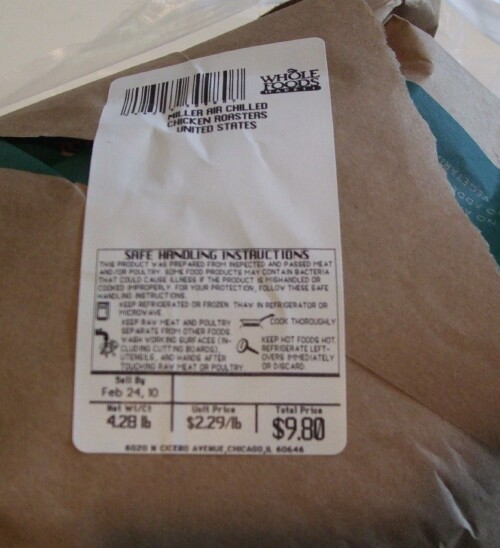 WHOLE
FOODS
MARKET
MILLER AIR CHILLED
CHICKEN ROASTERS
UNITED STATES
SAFE HANDLING INSTRUCTIONS
THIS PRODUCT WAS PREPARED FROM INSPECTED AND PASSED MEAT
AND/OR POULTRY. SOME FOOD PRODUCTS MAY CONTAIN BACTERIA
THAT COULD CAUSE ILLNESS IF THE PRODUCT IS MISHANDLED OR
COOKED IMPROPERLY. FOR YOUR PROTECTION, FOLLOW THESE SAFE
HANDLING INSTRUCTIONS.
KEEP REFRIGERATED OR FROZEN. THAW IN REFRIGERATOR OR
MICROWAVE.
KEEP RAW MEAT AND POULTRY
SEPARATE FROM OTHER FOODS.
WASH WORKING SURFACES (IN-
CLUDING CUTTING BOARDS),
UTENSILS, AND HANDS AFTER
TOUCHING RAW MEAT OR POULTRY.
COOK THOROUGHLY
KEEP HOT FOODS HOT.
REFRIGERATE LEFT-
OVERS IMMEDIATELY
OR DISCARD.
Sell By
Feb 24, 10
Net Wt/Ct
4.28 lb
Unit Price
$2.29/lb
Total Price
$9.80
6020 N CICERO AVENUE, CHICAGO, IL 60646